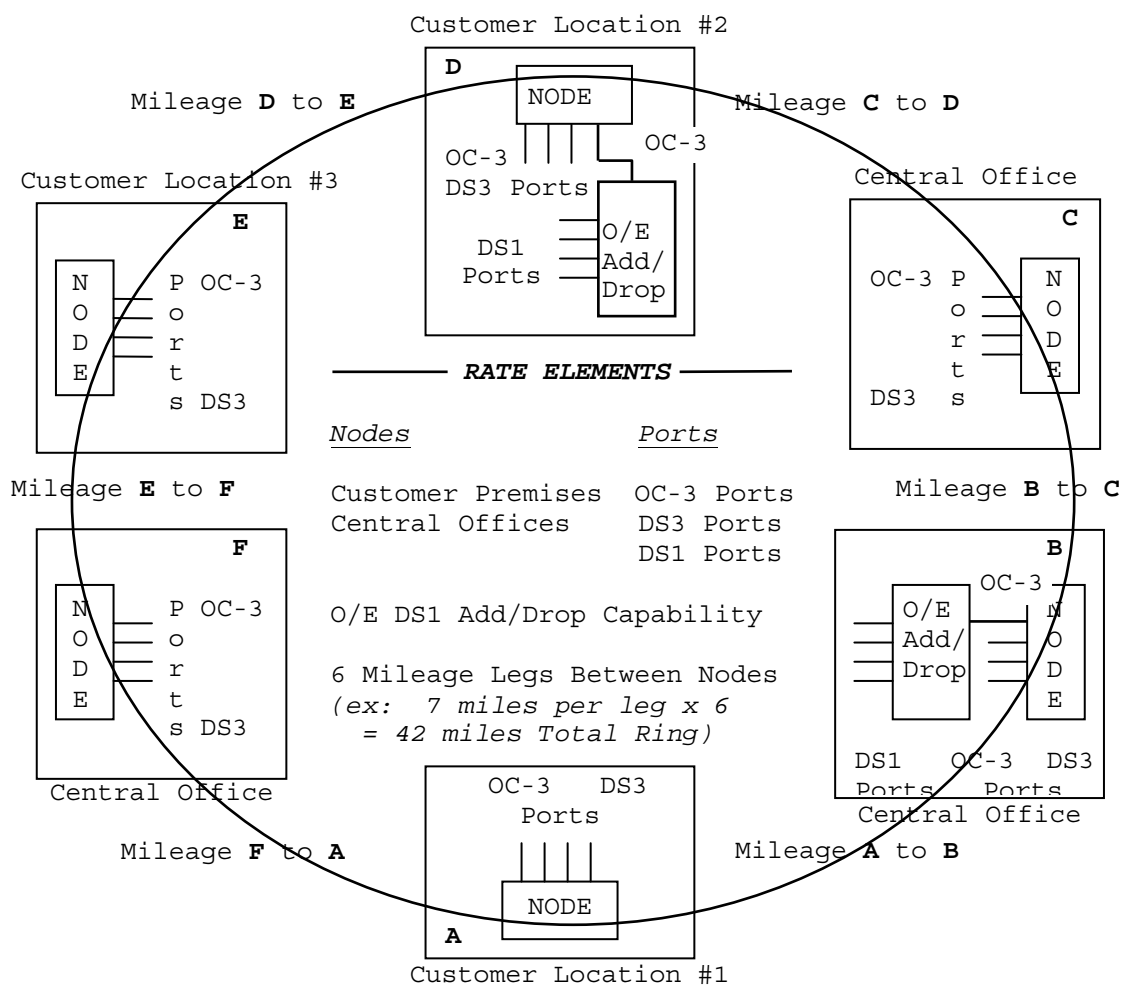 Customer Location #2
D
NODE
Mileage D to E
Mileage C to D
OC-3
OC-3
DS3 Ports
O/E
Add/
Drop
DS1
Ports
Customer Location #3
E
N
O
D
E
P
o
r
t
s
OC-3
DS3
Central Office
C
OC-3
DS3
P
o
r
t
s
N
O
D
E
RATE ELEMENTS
Nodes
Ports
Customer Premises
OC-3 Ports
Central Offices
DS3 Ports
DS1 Ports
O/E DS1 Add/Drop Capability
6 Mileage Legs Between Nodes
(ex: 7 miles per leg x 6
= 42 miles Total Ring)
Mileage E to F
Mileage B to C
F
N
O
D
E
P
o
r
t
s
OC-3
DS3
Central Office
B
OC-3
O/E
Add/
Drop
N
O
D
E
DS1
Ports
OC-3 DS3
Ports
Central Office
Mileage F to A
Mileage A to B
OC-3 DS3
Ports
NODE
A
Customer Location #1